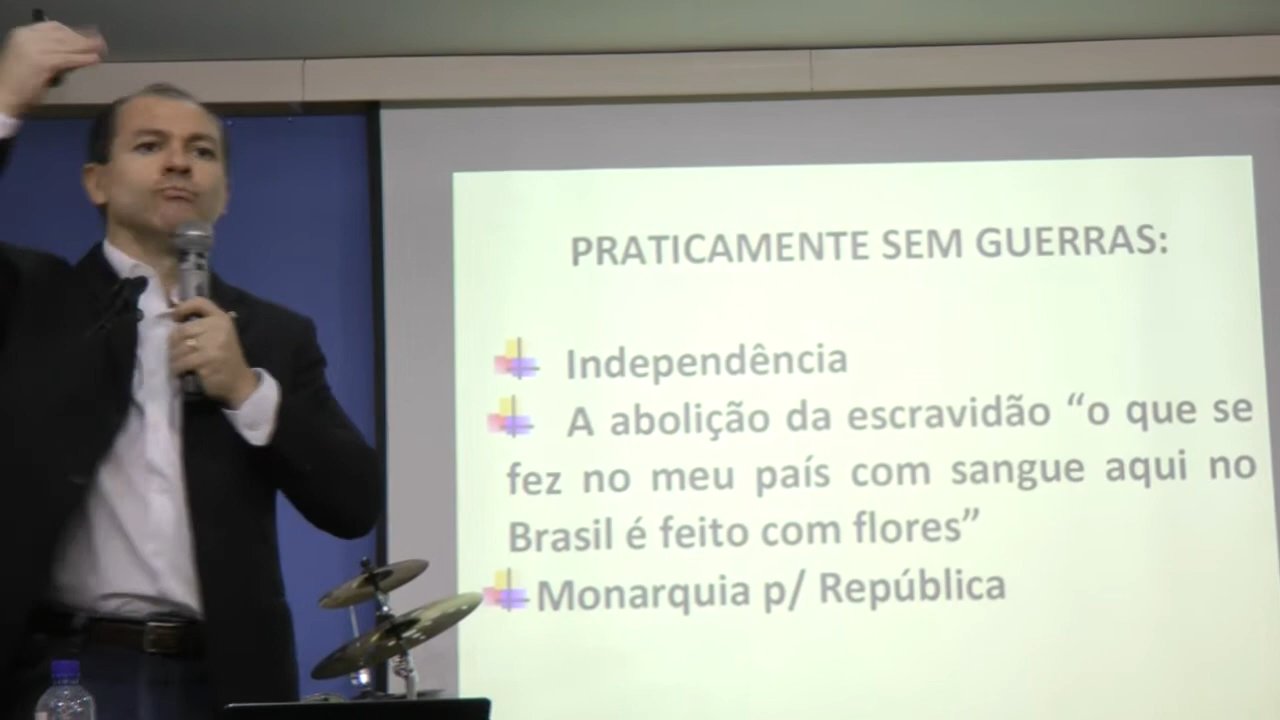 PRATICAMENTE SEM GUERRAS:
Independência
A abolição da escravidão “o que se
fez no meu país com sangue aqui no
Brasil é feito com flores”
Monarquia p/ República